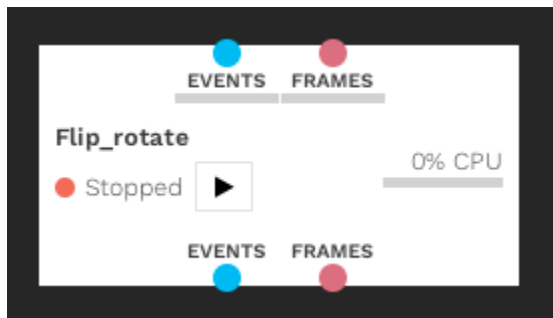 EVENTS FRAMES
Flip_rotate
0% CPU
Stopped
EVENTS FRAMES